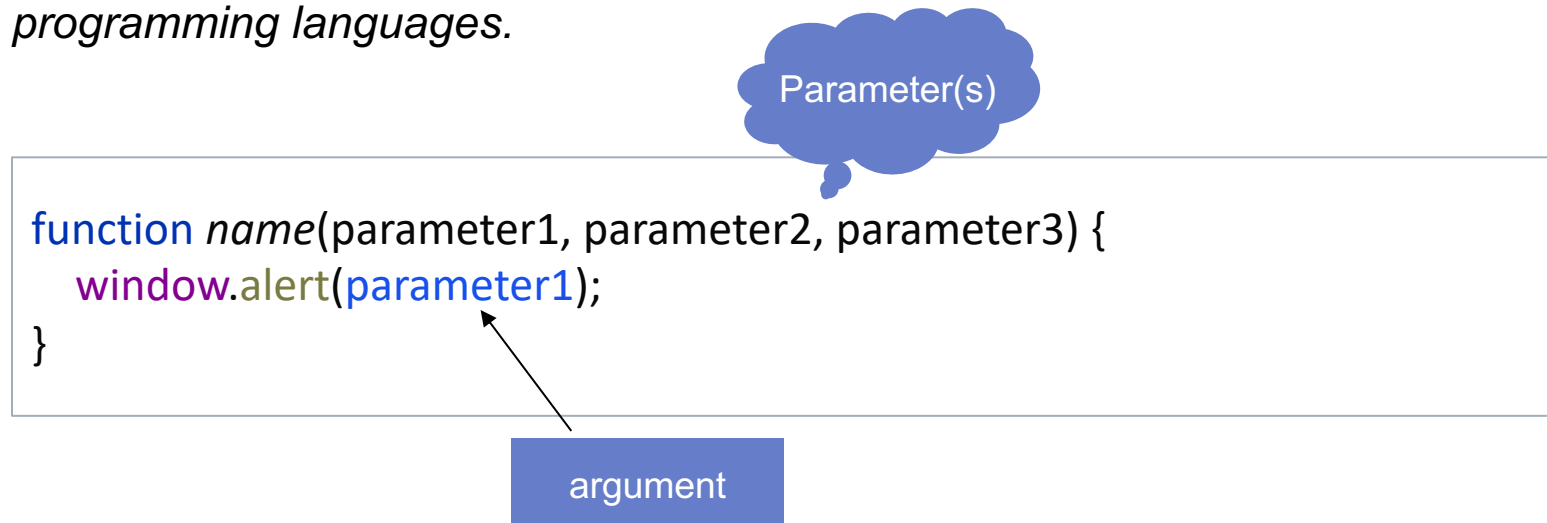 programming languages.
Parameter(s)
function name(parameter1, parameter2, parameter3) {
window.alert(parameter1);
}
argument